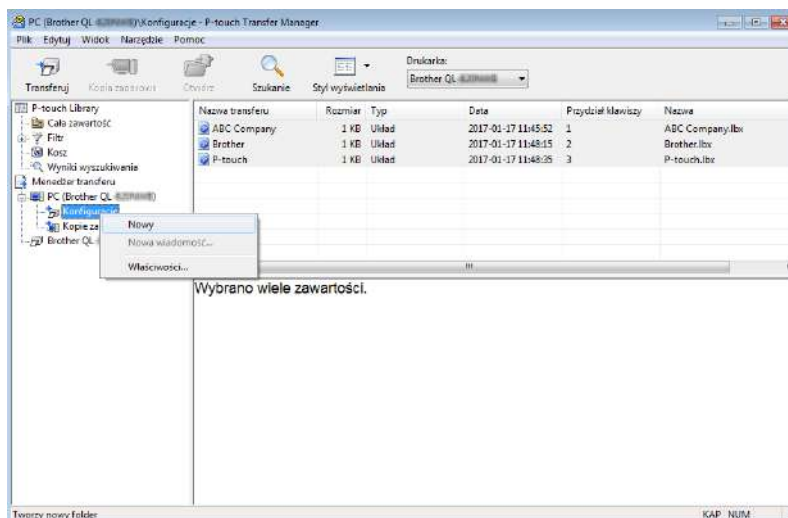 PC (Brother QL \Konfiguracje - P-touch Transfer Manager
Plik Edytuj Widok Narzędzie Pomoc
Transferuj Otwórz Szukanie Styl wyświetlania
Drukarka:
Brother QL
P-touch Library
Cała zawartość
Filtr
Kosz
Wyniki wyszukiwania
Menedżer transferu
PC (Brother QL )
Konfiguracje
Kopie za
Brother QL
Nowy
Nowa wiadomość...
Właściwości...
Nazwa transferu Rozmiar Typ Data Przydział klawiszy Nazwa
ABC Company 1 KB Układ 2017-01-17 11:45:52 1 ABC Company.lbx
Brother 1 KB Układ 2017-01-17 11:48:15 2 Brother.lbx
P-touch 1 KB Układ 2017-01-17 11:48:35 3 P-touch.lbx
Wybrano wiele zawartości.
Tworzy nowy folder
KAP NUM